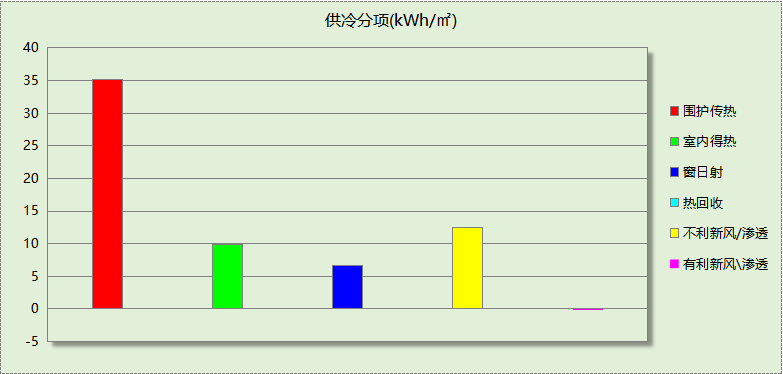 供冷分项(kWh/㎡)
40
35
30
25
20
15
10
5
0
-5
围护传热
室内得热
窗日射
热回收
不利新风/渗透
有利新风\渗透